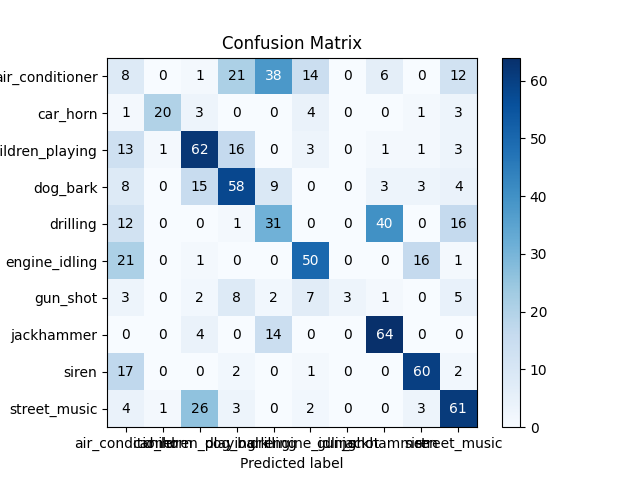 Confusion Matrix
air_conditioner 8 0 1 21 38 14 0 6 0 12
car_horn 1 20 3 0 0 4 0 0 1 3
ildren_playing 13 1 62 16 0 3 0 1 1 3
dog_bark 8 0 15 58 9 0 0 3 3 4
drilling 12 0 0 1 31 0 0 40 0 16
engine_idling 21 0 1 0 0 50 0 0 16 1
gun_shot 3 0 2 8 2 7 3 1 0 5
jackhammer 0 0 4 0 14 0 0 64 0 0
siren 17 0 0 2 0 1 0 0 60 2
street_music 4 1 26 3 0 2 0 0 3 61
60
50
40
30
20
10
0
street_music
Predicted label